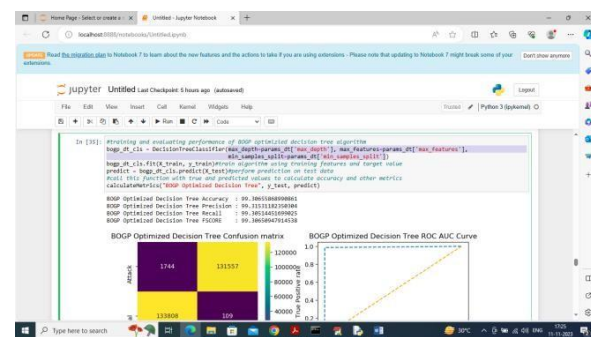 Home Page - Select or create a
Untitled - Jupyter Notebook
localhost:8888/notebooks/Untitled.ipynb
Read the migration plan to Notebook 7 to learn about the new features and the actions to take if you are using extensions - Please note that updating to Notebook 7 might break some of your extensions.
Don't show anymore
jupyter Untitled Last Checkpoint: 5 hours ago (autosaved)
Logout
File Edit View Insert Cell Kernel Widgets Help
Trusted Python 3 (ipykernel)
Run Code
In [35]: #training and evaluating performance of BOGP optimized decision tree algorithm
bogp_dt_cls = DecisionTreeClassifier(max_depth=params_dt['max_depth'], max_features=params_dt['max_features'],
min_samples_split=params_dt['min_samples_split'])
bogp_dt_cls.fit(X_train, y_train)#train algorithm using training features and target value
predict = bogp_dt_cls.predict(X_test)#perform prediction on test data
#call this function with true and predicted values to calculate accuracy and other metrics
calculateMetrics("BOGP Optimized Decision Tree", y_test, predict)
BOGP Optimized Decision Tree Accuracy :
BOGP Optimized Decision Tree Precision :
BOGP Optimized Decision Tree Recall :
BOGP Optimized Decision Tree FSCORE :
BOGP Optimized Decision Tree Confusion matrix
BOGP Optimized Decision Tree ROC AUC Curve
Attack
1744
131557
133808
109
120000
100000
80000
60000
40000
True Positive rate
1.0
0.8
0.6
0.4
0.2
Type here to search
30°C
ENG
17:25
11-11-2023